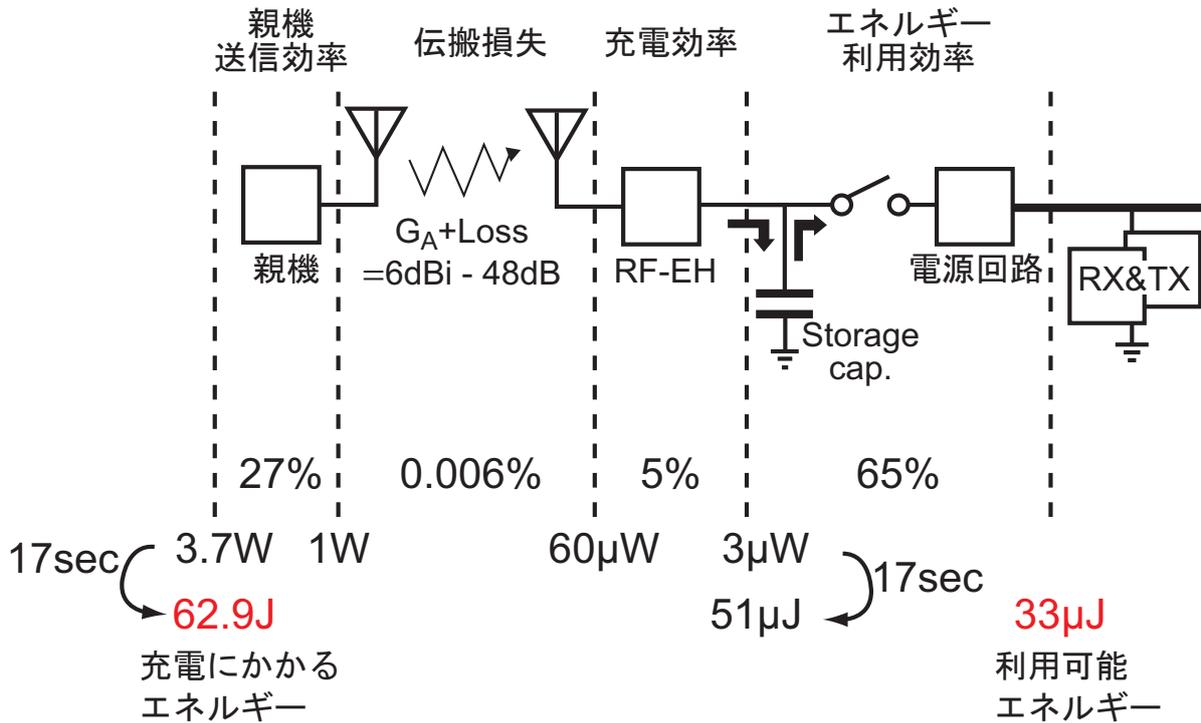 親機
送信効率
伝搬損失
充電効率
エネルギー
利用効率
親機
G_A+Loss
=6dBi - 48dB
RF-EH
Storage
cap.
電源回路
RX&TX
27%
0.006%
5%
65%
17sec
3.7W
1W
60μW
3μW
17sec
62.9J
51μJ
33μJ
充電にかかる
エネルギー
利用可能
エネルギー